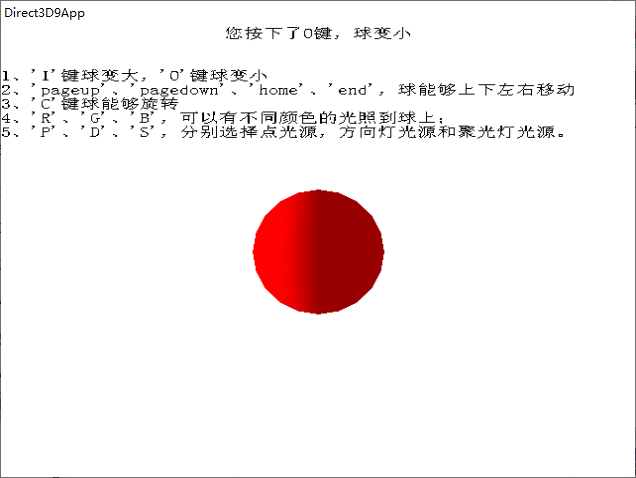 Direct3D9App
您按下了O键，球变小
1、'I'键球变大，'O'键球变小
2、'pageup'、'pagedown'、'home'、'end'，球能够上下左右移动
3、'C'键球能够旋转
4、'R'、'G'、'B'，可以有不同颜色的光照到球上；
5、'P'、'D'、'S'，分别选择点光源，方向灯光源和聚光灯光源。